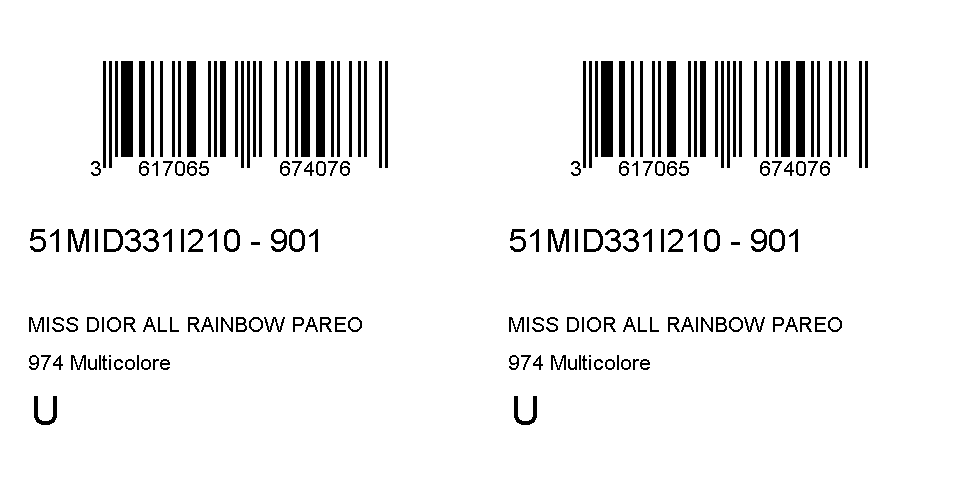 3 617065 674076
51MID331I210 - 901
MISS DIOR ALL RAINBOW PAREO
974 Multicolore
U
3 617065 674076
51MID331I210 - 901
MISS DIOR ALL RAINBOW PAREO
974 Multicolore
U